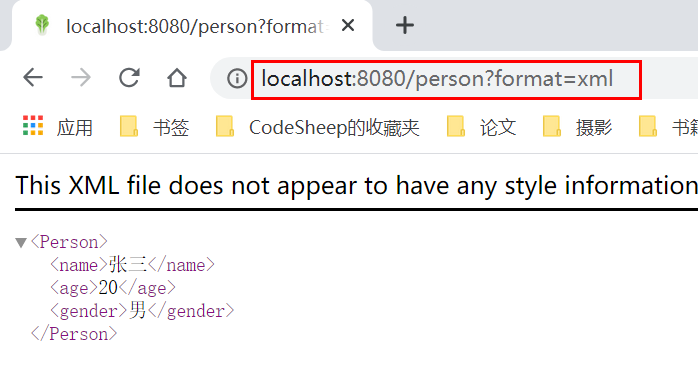 localhost:8080/person?format
localhost:8080/person?format=xml
应用 书签 CodeSheep的收藏夹 论文 摄影 书籍
This XML file does not appear to have any style information
<Person>
<name>张三</name>
<age>20</age>
<gender>男</gender>
</Person>